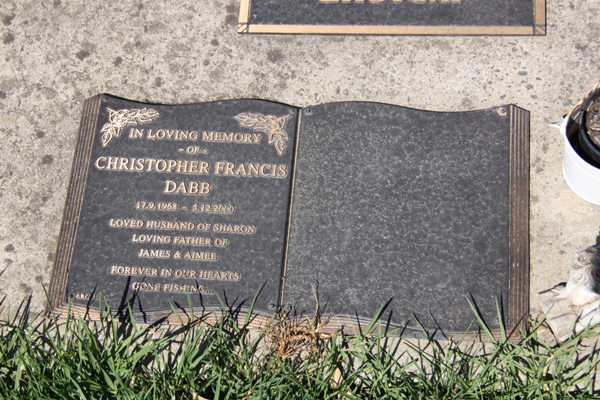 IN LOVING MEMORY
- OF -
CHRISTOPHER FRANCIS
DABB
17.9.1968 - 5.12.2000
LOVED HUSBAND OF SHARON
LOVING FATHER OF
JAMES & AIMEE
FOREVER IN OUR HEARTS
GONE FISHING...